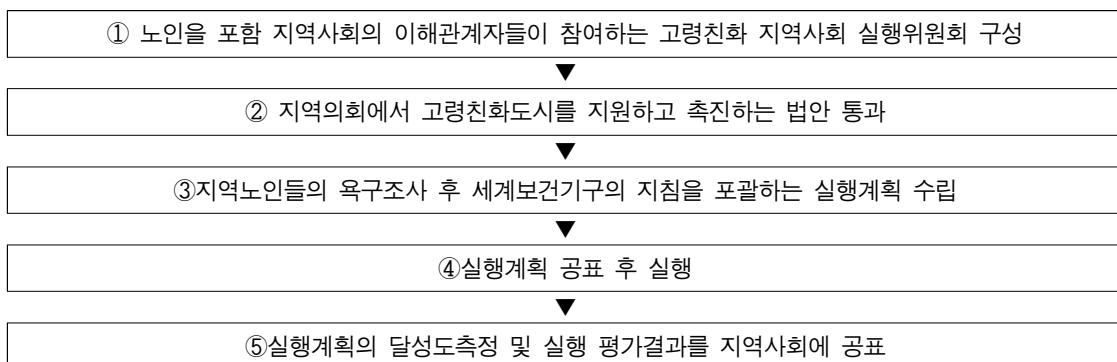 ① 노인을 포함 지역사회의 이해관계자들이 참여하는 고령친화 지역사회 실행위원회 구성
▼
② 지역의회에서 고령친화도시를 지원하고 촉진하는 법안 통과
▼
③지역노인들의 욕구조사 후 세계보건기구의 지침을 포괄하는 실행계획 수립
▼
④실행계획 공표 후 실행
▼
⑤실행계획의 달성도측정 및 실행 평가결과를 지역사회에 공표